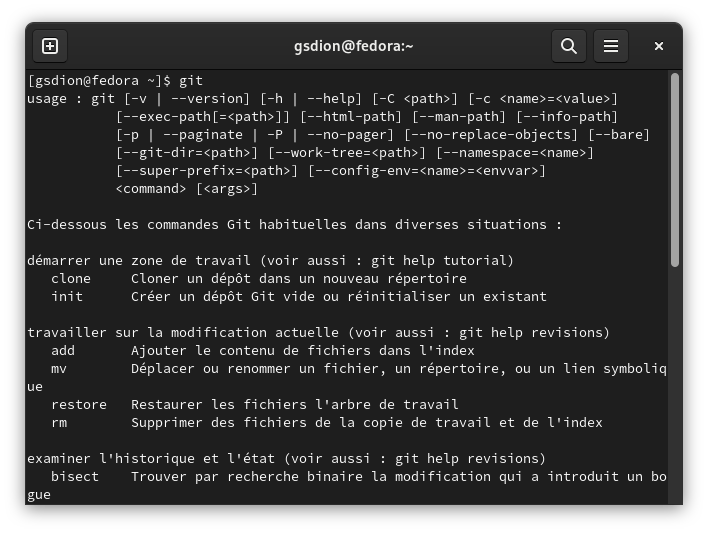 gsdion@fedora:~
[gsdion@fedora ~]$ git
usage : git [-v | --version] [-h | --help] [-C <path>] [-c <name>=<value>]
           [--exec-path[=<path>]] [--html-path] [--man-path] [--info-path]
           [-p | --paginate | -P | --no-pager] [--no-replace-objects] [--bare]
           [--git-dir=<path>] [--work-tree=<path>] [--namespace=<name>]
           [--super-prefix=<path>] [--config-env=<name>=<envvar>]
           <command> [<args>]

Ci-dessous les commandes Git habituelles dans diverses situations :

démarrer une zone de travail (voir aussi : git help tutorial)
   clone     Cloner un dépôt dans un nouveau répertoire
   init      Créer un dépôt Git vide ou réinitialiser un existant

travailler sur la modification actuelle (voir aussi : git help revisions)
   add       Ajouter le contenu de fichiers dans l'index
   mv        Déplacer ou renommer un fichier, un répertoire, ou un lien symboliq
ue
   restore   Restaurer les fichiers l'arbre de travail
   rm        Supprimer des fichiers de la copie de travail et de l'index

examiner l'historique et l'état (voir aussi : git help revisions)
   bisect    Trouver par recherche binaire la modification qui a introduit un bo
gue